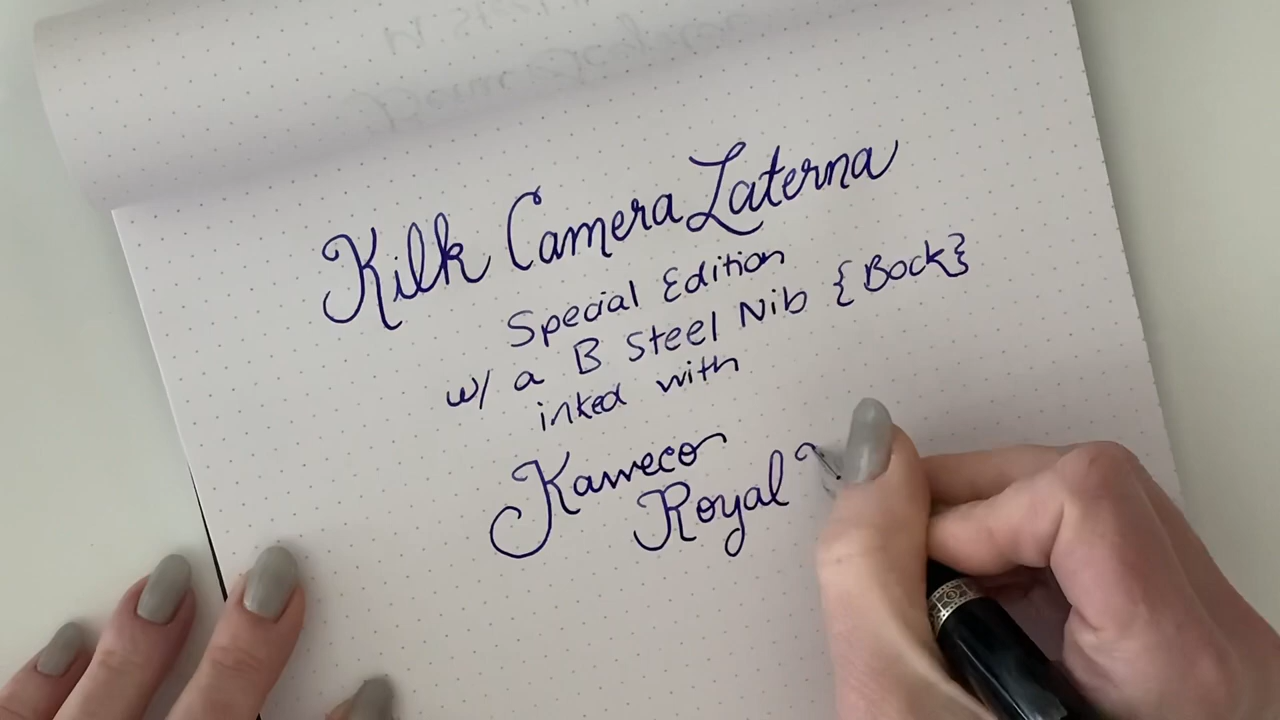 Kilk Camera Laterna
Special Edition
w/ a B Steel Nib {Bock}
inked with
Kaweco
Royal